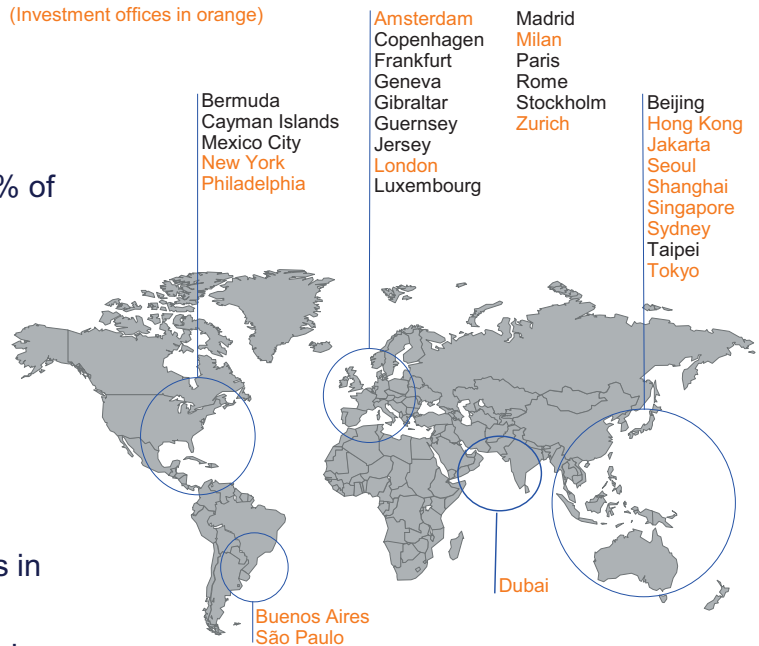 (Investment offices in orange)
% of
s in
Bermuda
Cayman Islands
Mexico City
New York
Philadelphia
Amsterdam
Copenhagen
Frankfurt
Geneva
Gibraltar
Guernsey
Jersey
London
Luxembourg
Madrid
Milan
Paris
Rome
Stockholm
Zurich
Beijing
Hong Kong
Jakarta
Seoul
Shanghai
Singapore
Sydney
Taipei
Tokyo
Dubai
Buenos Aires
São Paulo